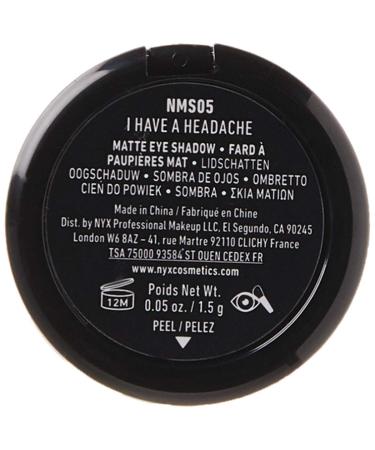 NMS05
I HAVE A HEADACHE
MATTE EYE SHADOW • FARD À
PAUPIÈRES MAT • LIDSCHATTEN
OOGSCHADUW • SOMBRA DE OJOS • OMBRETTO
CIEN DO POWIEK • SOMBRA • ΣΚΙΑ ΜΑΤΙΩΝ
Made in China / Fabriqué en Chine
Dist. by NYX Professional Makeup LLC, El Segundo, CA 90245
London W6 8AZ – 41, rue Martre 92110 CLICHY France
TSA 75000 93584 ST OUEN CEDEX FR
www.nyxcosmetics.com
Poids Net Wt.
12M
0.05 oz. / 1.5 g
PEEL / PELEZ